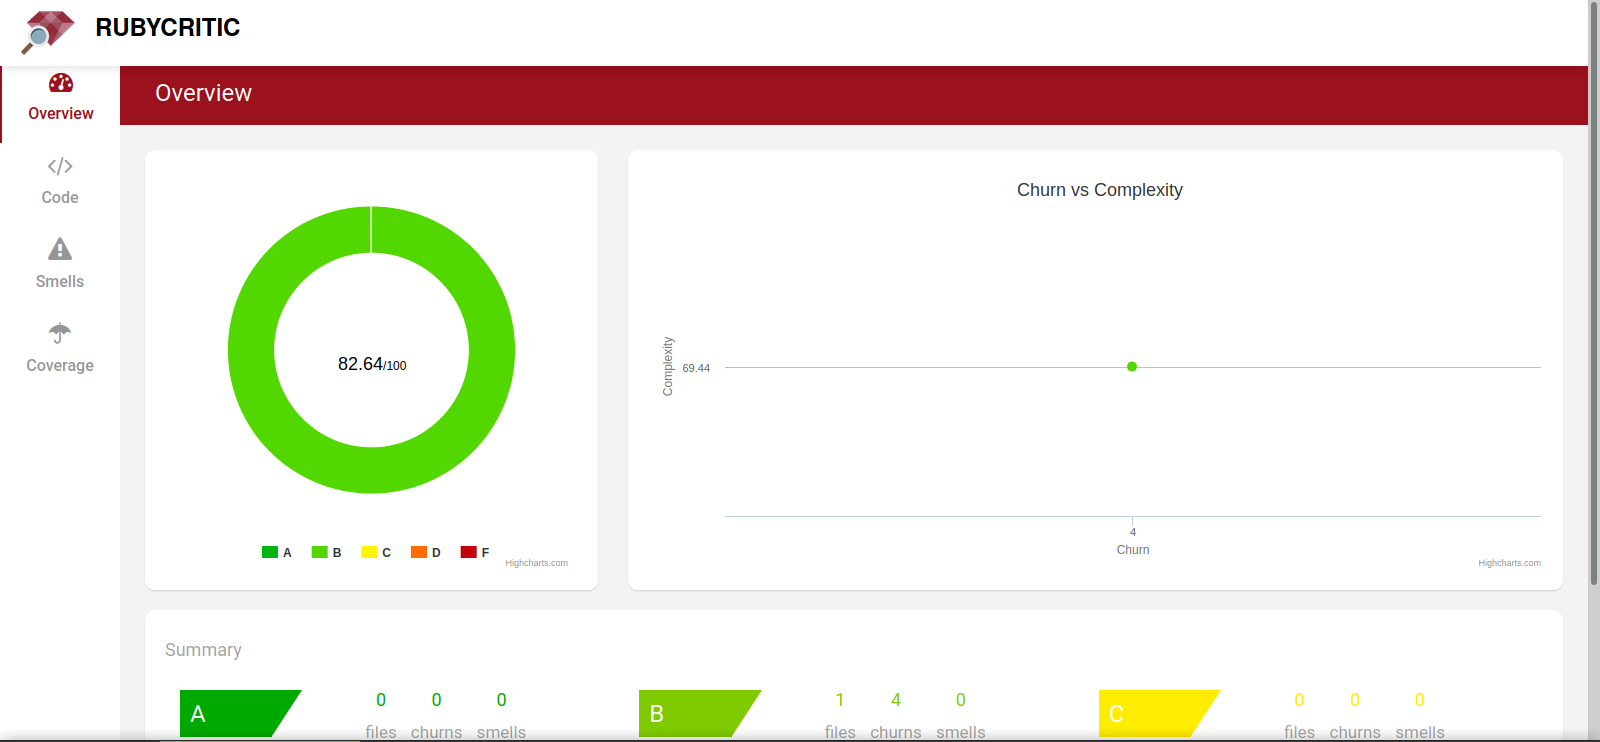 RUBYCRITIC
Overview
Overview
Code
Smells
Coverage
82.64/100
A B C D F
Highcharts.com
Churn vs Complexity
Complexity
69.44
4
Churn
Highcharts.com
Summary
A
0 0 0
files churns smells
B
1 4 0
files churns smells
C
0 0 0
files churns smells